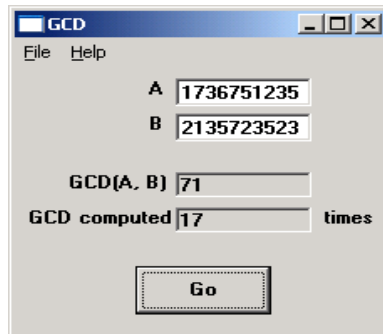 GCD
File Help
A 1736751235
B 2135723523
GCD(A, B) 71
GCD computed 17 times
Go